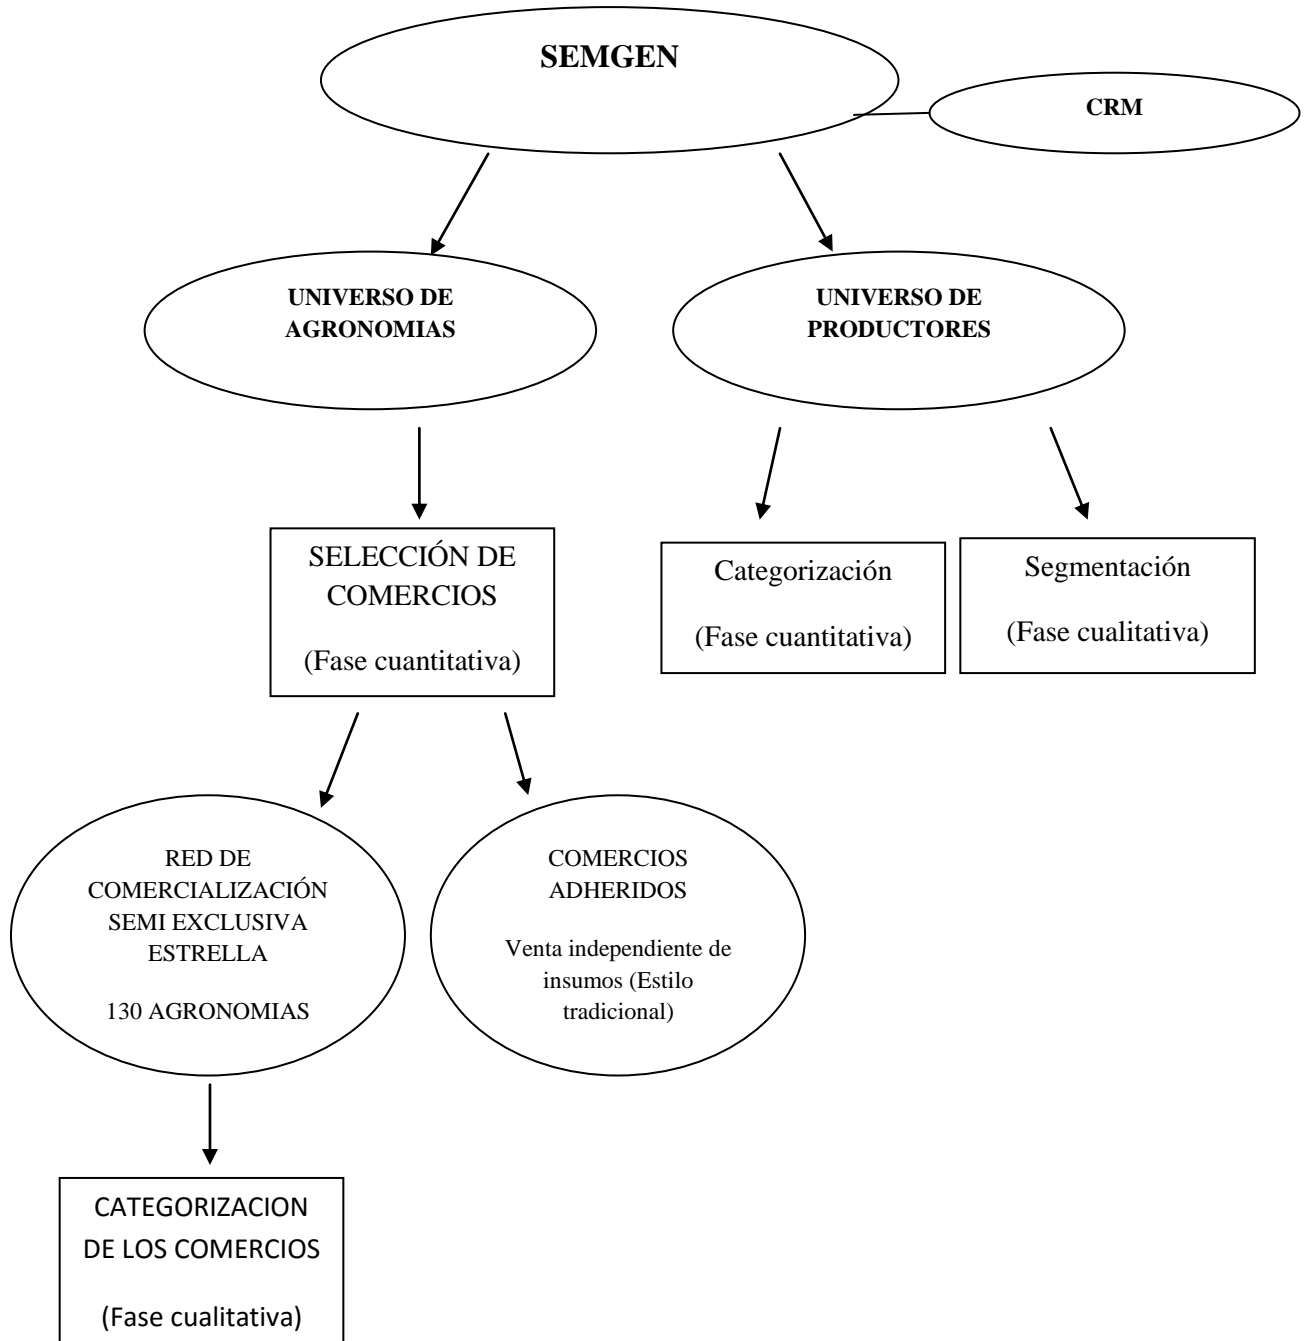 SEMGEN
CRM
UNIVERSO DE
AGRONOMIAS
UNIVERSO DE
PRODUCTORES
SELECCIÓN DE
COMERCIOS
(Fase cuantitativa)
Categorización
(Fase cuantitativa)
Segmentación
(Fase cualitativa)
RED DE
COMERCIALIZACIÓN
SEMI EXCLUSIVA
ESTRELLA
130 AGRONOMIAS
COMERCIOS
ADHERIDOS
Venta independiente de
insumos (Estilo
tradicional)
CATEGORIZACION
DE LOS COMERCIOS
(Fase cualitativa)